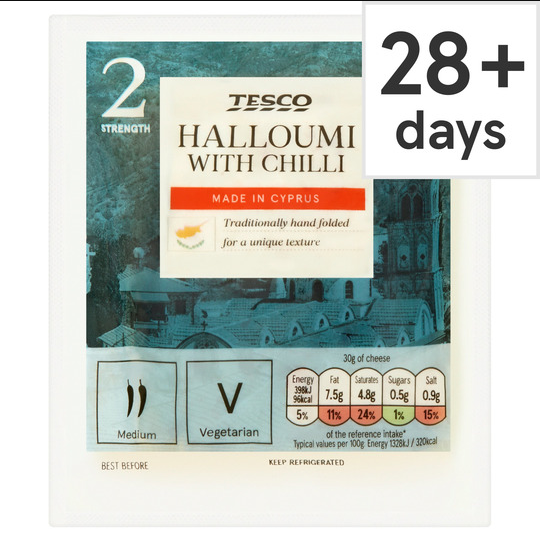 28+
days
2
STRENGTH
TESCO
HALLOUMI
WITH CHILLI
MADE IN CYPRUS
Traditionally hand folded
for a unique texture
30g of cheese
Energy Fat Saturates Sugars Salt
398kJ
96kcal 7.5g 4.8g 0.5g 0.9g
5% 11% 24% 1% 15%
of the reference intake*
Typical values per 100g Energy 1328kJ / 320kcal
Medium
V
Vegetarian
BEST BEFORE
KEEP REFRIGERATED